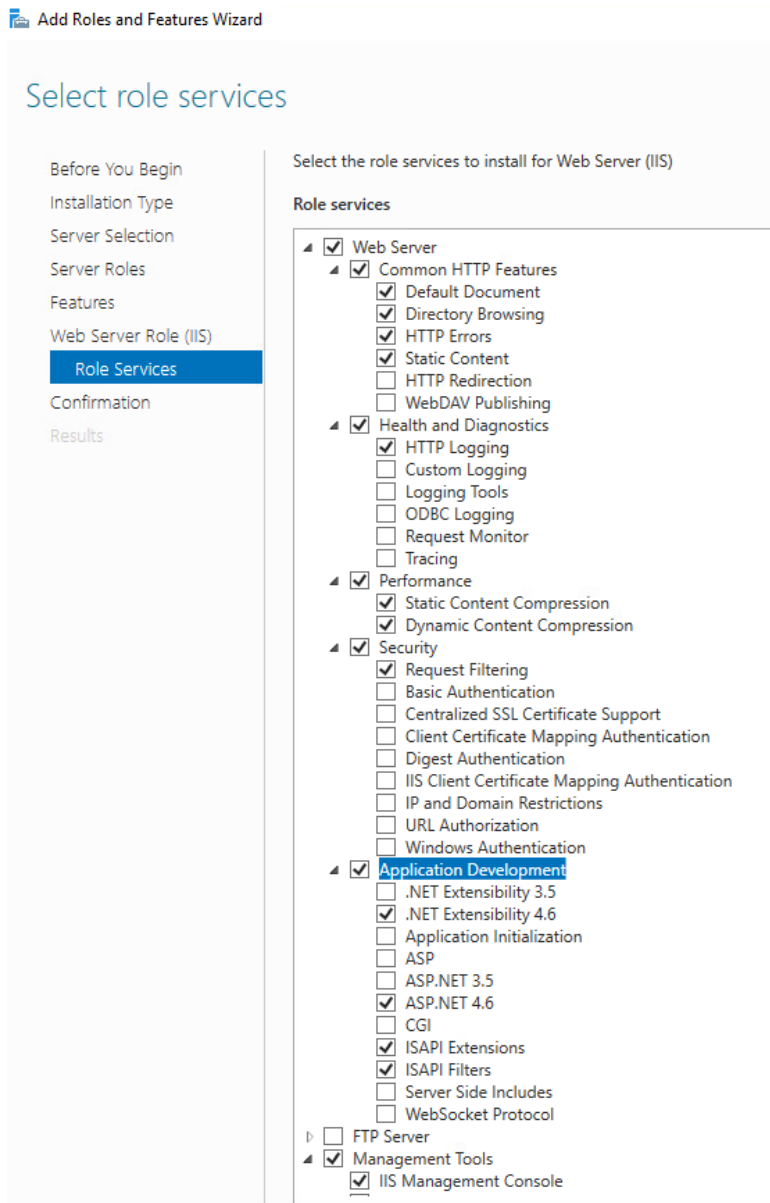 Add Roles and Features Wizard
Select role services
Before You Begin
Installation Type
Server Selection
Server Roles
Features
Web Server Role (IIS)
Role Services
Confirmation
Results
Select the role services to install for Web Server (IIS)
Role services
Web Server
Common HTTP Features
Default Document
Directory Browsing
HTTP Errors
Static Content
HTTP Redirection
WebDAV Publishing
Health and Diagnostics
HTTP Logging
Custom Logging
Logging Tools
ODBC Logging
Request Monitor
Tracing
Performance
Static Content Compression
Dynamic Content Compression
Security
Request Filtering
Basic Authentication
Centralized SSL Certificate Support
Client Certificate Mapping Authentication
Digest Authentication
IIS Client Certificate Mapping Authentication
IP and Domain Restrictions
URL Authorization
Windows Authentication
Application Development
.NET Extensibility 3.5
.NET Extensibility 4.6
Application Initialization
ASP
ASP.NET 3.5
ASP.NET 4.6
CGI
ISAPI Extensions
ISAPI Filters
Server Side Includes
WebSocket Protocol
FTP Server
Management Tools
IIS Management Console